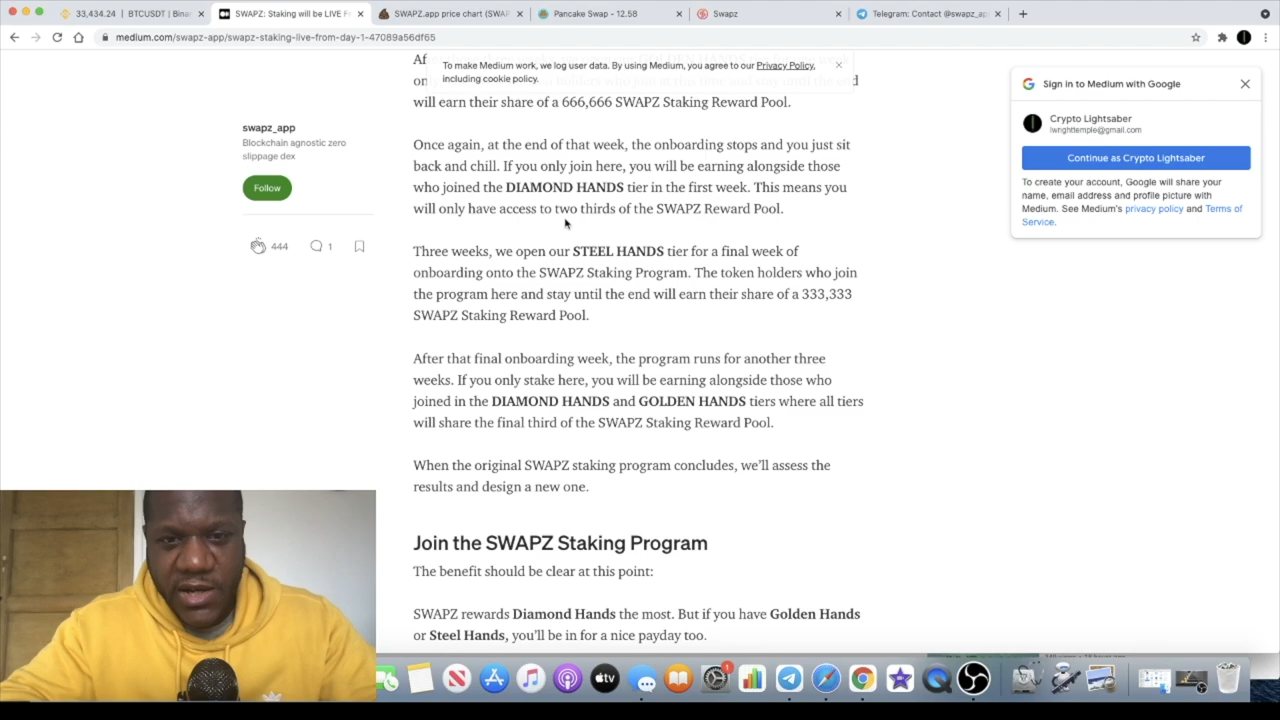 33,434.24 | BTCUSDT | Binan
SWAPZ: Staking will be LIVE F
SWAPZ.app price chart (SWAP
Pancake Swap - 12.58
Swapz
Telegram: Contact @swapz_ap
medium.com/swapz-app/swapz-staking-live-from-day-1-47089a56df65
To make Medium work, we log user data. By using Medium, you agree to our Privacy Policy,
including cookie policy.
will earn their share of a 666,666 SWAPZ Staking Reward Pool.
Sign in to Medium with Google
Crypto Lightsaber
lwrighttemple@gmail.com
Continue as Crypto Lightsaber
To create your account, Google will share your
name, email address and profile picture with
Medium. See Medium's privacy policy and Terms of
Service.
swapz_app
Blockchain agnostic zero
slippage dex
Follow
444
1
Once again, at the end of that week, the onboarding stops and you just sit
back and chill. If you only join here, you will be earning alongside those
who joined the DIAMOND HANDS tier in the first week. This means you
will only have access to two thirds of the SWAPZ Reward Pool.
Three weeks, we open our STEEL HANDS tier for a final week of
onboarding onto the SWAPZ Staking Program. The token holders who join
the program here and stay until the end will earn their share of a 333,333
SWAPZ Staking Reward Pool.
After that final onboarding week, the program runs for another three
weeks. If you only stake here, you will be earning alongside those who
joined in the DIAMOND HANDS and GOLDEN HANDS tiers where all tiers
will share the final third of the SWAPZ Staking Reward Pool.
When the original SWAPZ staking program concludes, we'll assess the
results and design a new one.
Join the SWAPZ Staking Program
The benefit should be clear at this point:
SWAPZ rewards Diamond Hands the most. But if you have Golden Hands
or Steel Hands, you'll be in for a nice payday too.
tv
1